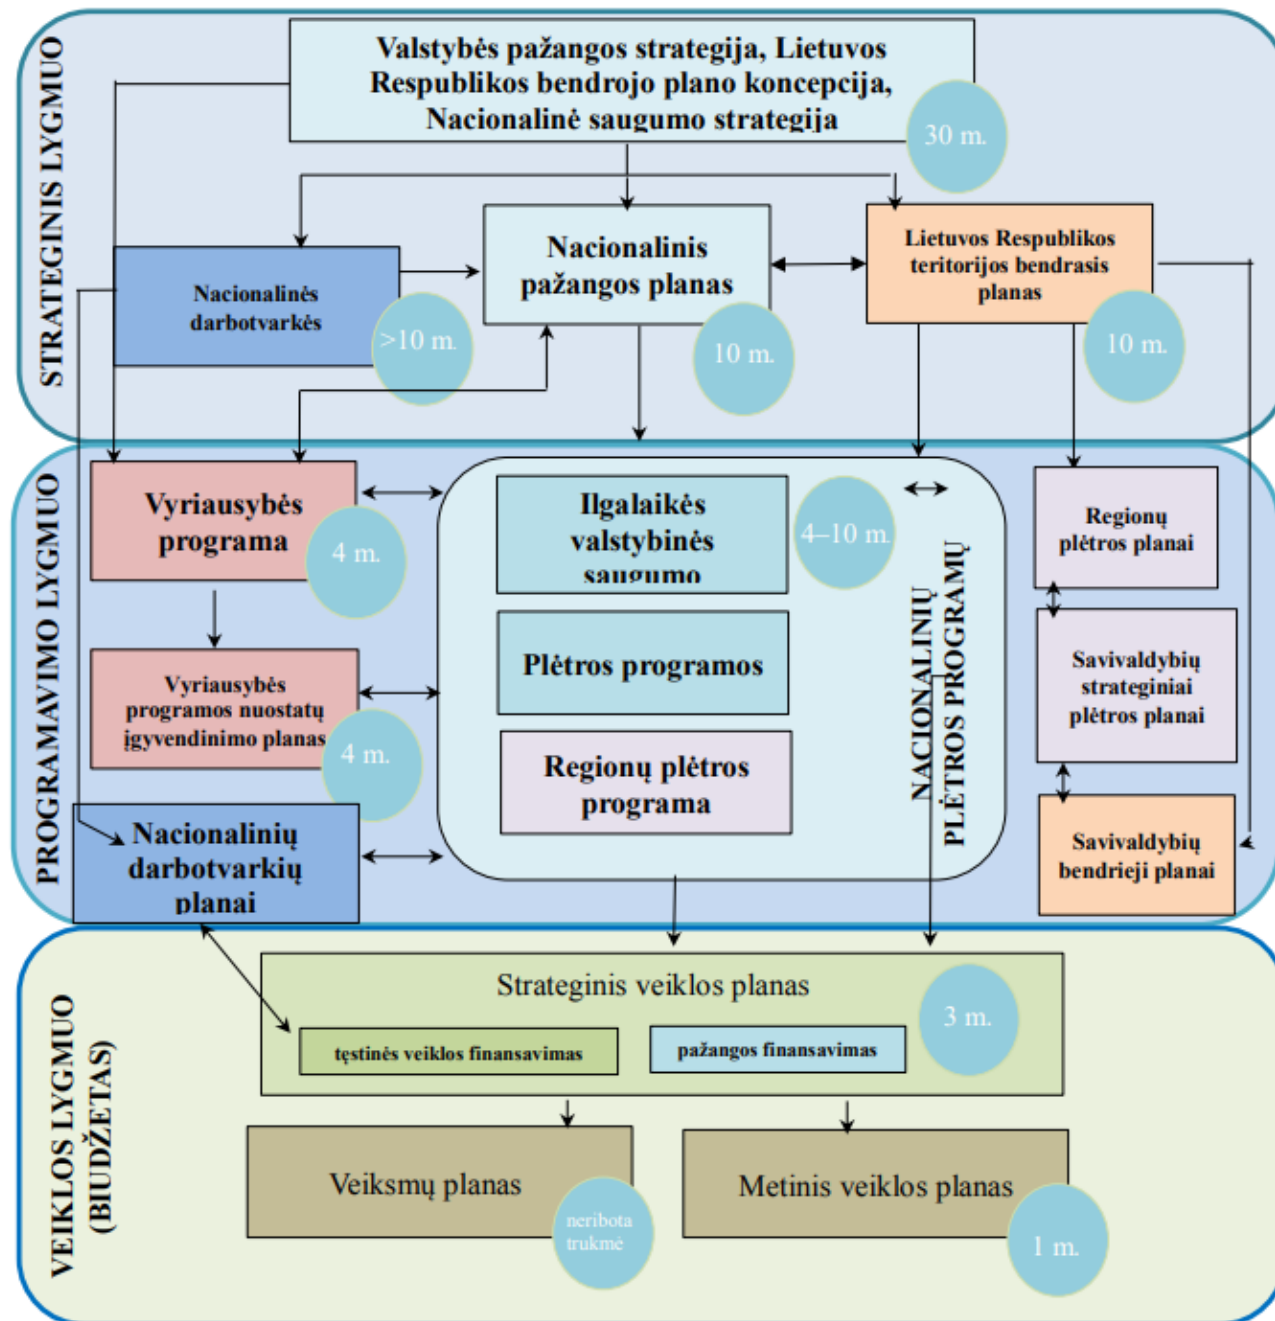 STRATEGINIS LYGMUO
Valstybės pažangos strategija, Lietuvos
Respublikos bendrojo plano koncepcija,
Nacionalinė saugumo strategija
30 m.
Nacionalinės
darbotvarkės
>10 m.
Nacionalinis
pažangos planas
10 m.
Lietuvos Respublikos
teritorijos bendrasis
planas
10 m.
PROGRAMAVIMO LYGMUO
Vyriausybės
programa
4 m.
Vyriausybės
programos nuostatų
įgyvendinimo planas
4 m.
Nacionalinių
darbotvarkių
planai
Ilgalaikės
valstybinės
saugumo
4–10 m.
Plėtros programos
Regionų plėtros
programa
NACIONALINIŲ
PLĖTROS PROGRAMŲ
Regionų
plėtros planai
Savivaldybių
strateginiai
plėtros planai
Savivaldybių
bendrieji planai
VEIKLOS LYGMUO
(BIUDŽETAS)
Strateginis veiklos planas
3 m.
tęstinės veiklos finansavimas
pažangos finansavimas
Veiksmų planas
neribota
trukmė
Metinis veiklos planas
1 m.